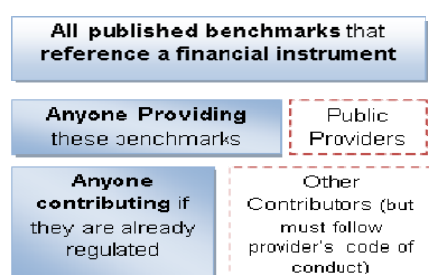 All published benchmarks that
reference a financial instrument
Anyone Providing
these benchmarks
Public
Providers
Anyone
contributing if
they are already
regulated
Other
Contributors (but
must follow
provider's code of
conduct)